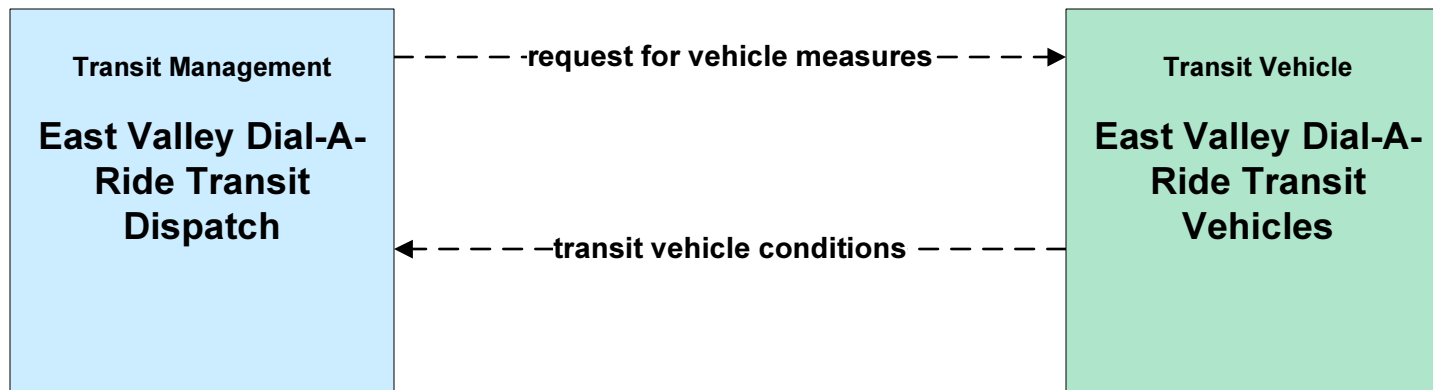 Transit Management
East Valley Dial-A-
Ride Transit
Dispatch
request for vehicle measures
transit vehicle conditions
Transit Vehicle
East Valley Dial-A-
Ride Transit
Vehicles